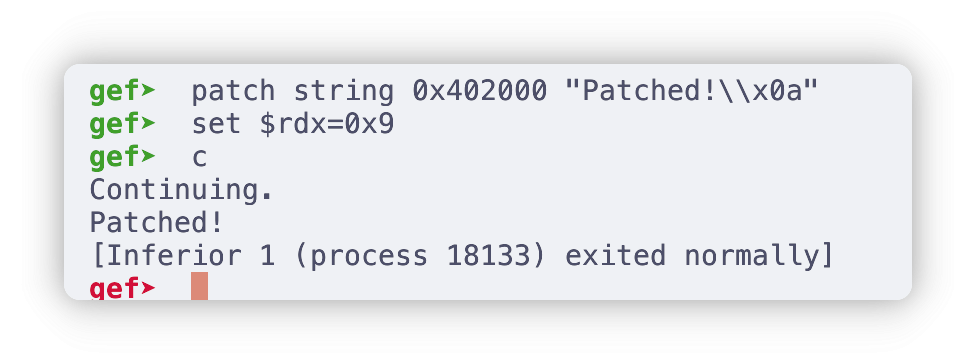 gef➤  patch string 0x402000 "Patched!\\x0a"
gef➤  set $rdx=0x9
gef➤  c
Continuing.
Patched!
[Inferior 1 (process 18133) exited normally]
gef➤